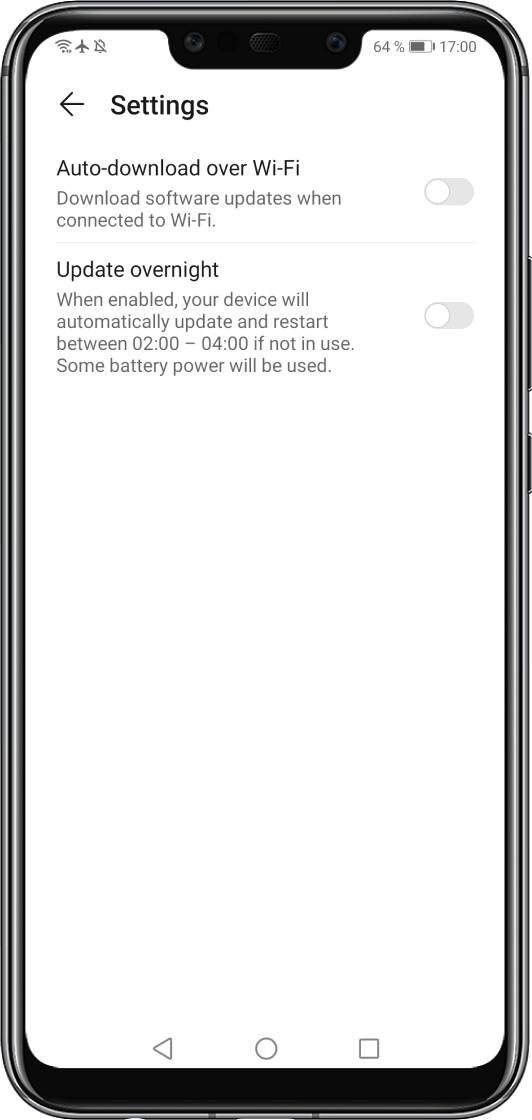 64 % 17:00
Settings
Auto-download over Wi-Fi
Download software updates when
connected to Wi-Fi.
Update overnight
When enabled, your device will
automatically update and restart
between 02:00 – 04:00 if not in use.
Some battery power will be used.